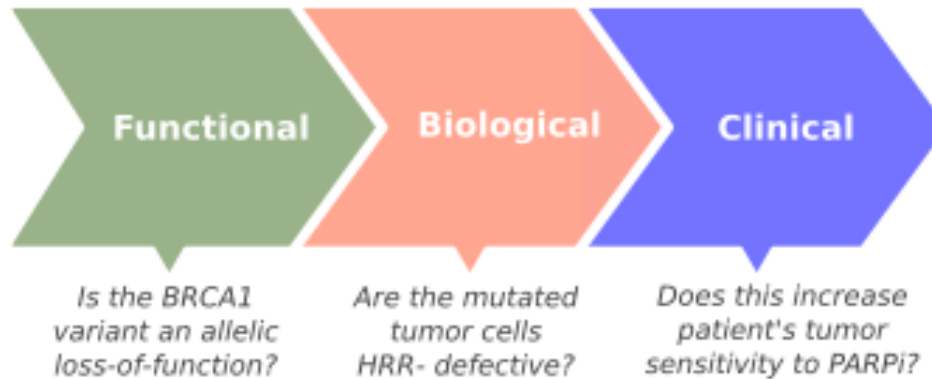 Functional
Biological
Clinical
Is the BRCA1
variant an allelic
loss-of-function?
Are the mutated
tumor cells
HRR- defective?
Does this increase
patient's tumor
sensitivity to PARPi?